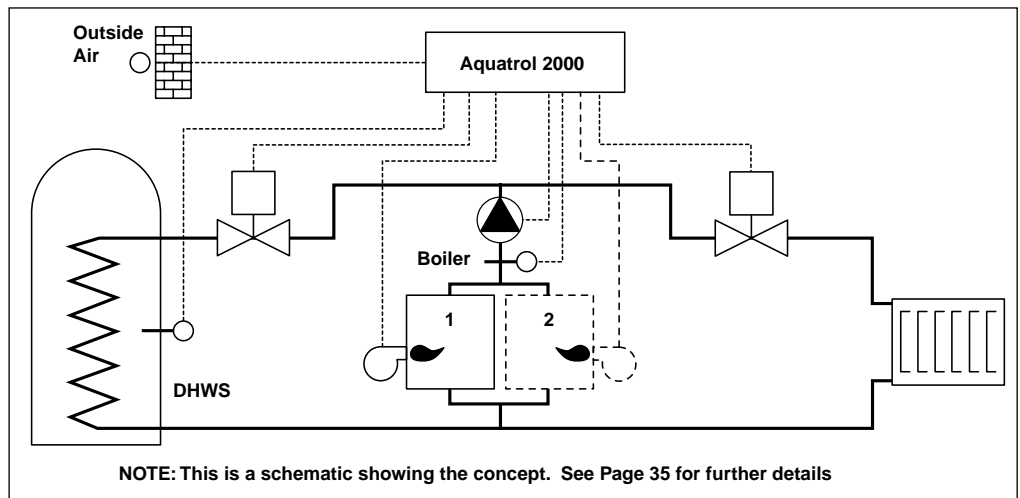 Outside
Air
Aquatrol 2000
Boiler
1
2
DHWS
NOTE: This is a schematic showing the concept. See Page 35 for further details